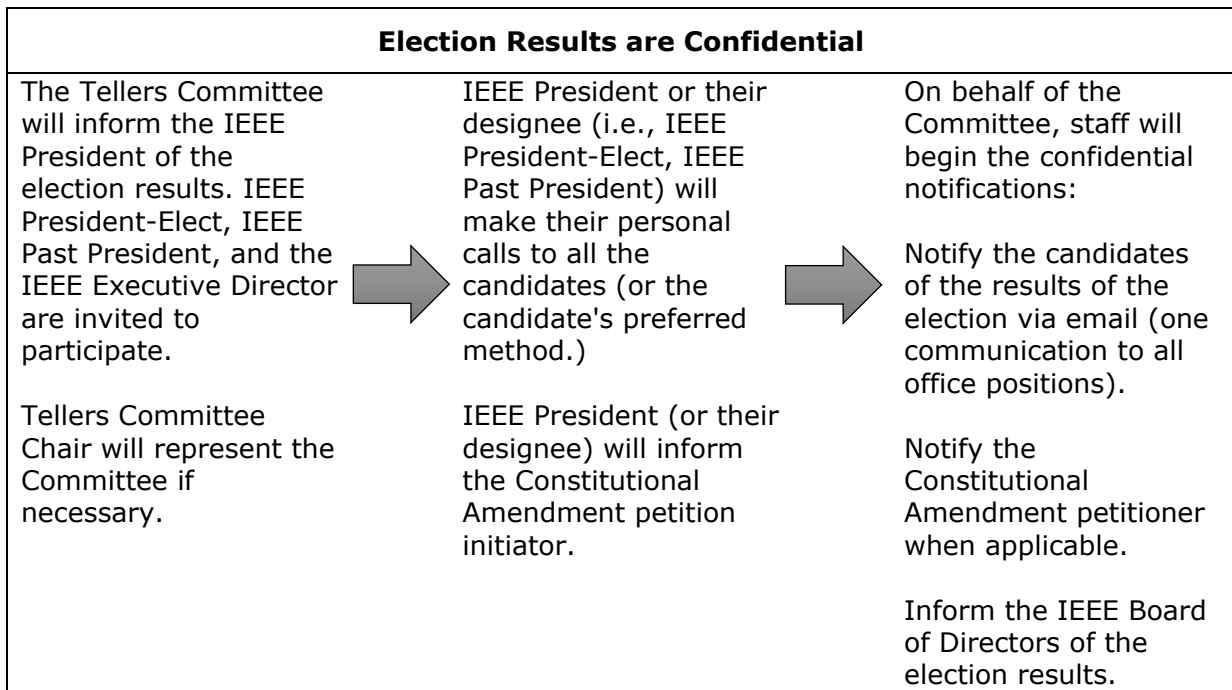 Election Results are Confidential
The Tellers Committee
will inform the IEEE
President of the
election results. IEEE
President-Elect, IEEE
Past President, and the
IEEE Executive Director
are invited to
participate.
Tellers Committee
Chair will represent the
Committee if
necessary.
IEEE President or their
designee (i.e., IEEE
President-Elect, IEEE
Past President) will
make their personal
calls to all the
candidates (or the
candidate's preferred
method.)
IEEE President (or their
designee) will inform
the Constitutional
Amendment petition
initiator.
On behalf of the
Committee, staff will
begin the confidential
notifications:
Notify the candidates
of the results of the
election via email (one
communication to all
office positions).
Notify the
Constitutional
Amendment petitioner
when applicable.
Inform the IEEE Board
of Directors of the
election results.